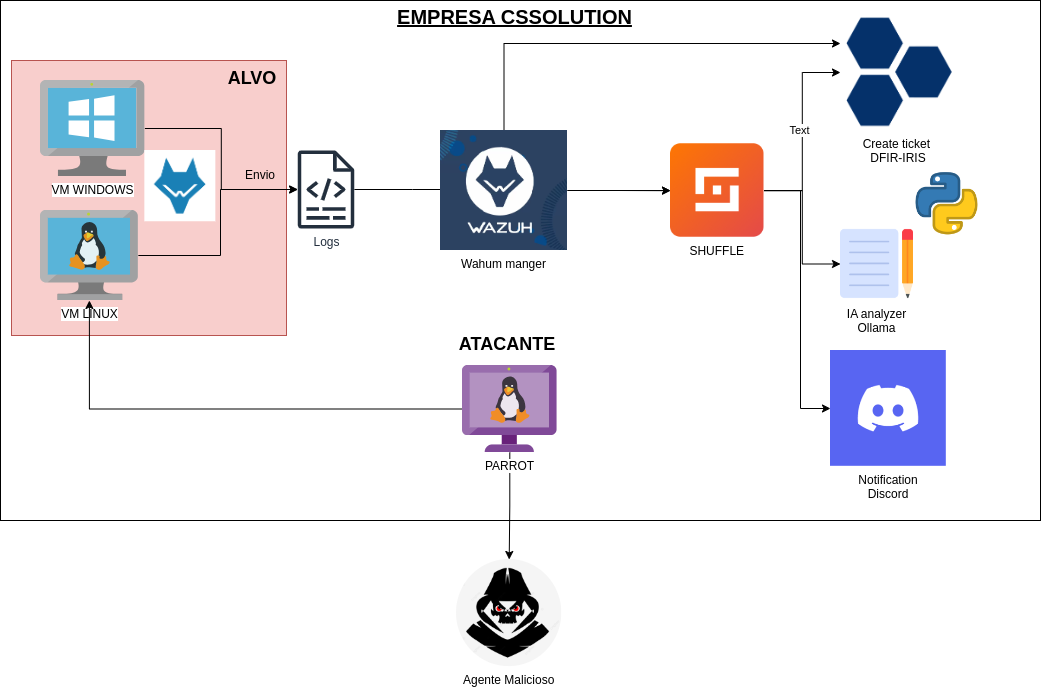 EMPRESA CSSOLUTION
ALVO
VM WINDOWS
Envio
VM LINUX
Logs
WAZUH
Wahum manger
SHUFFLE
Text
Create ticket
DFIR-IRIS
IA analyzer
Ollama
Notification
Discord
ATACANTE
PARROT
Agente Malicioso